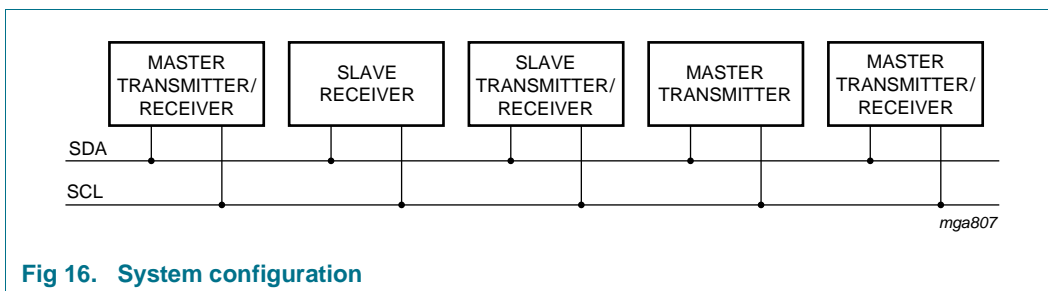 MASTER
TRANSMITTER/
RECEIVER
SLAVE
RECEIVER
SLAVE
TRANSMITTER/
RECEIVER
MASTER
TRANSMITTER
MASTER
TRANSMITTER/
RECEIVER
SDA
SCL
mga807
Fig 16. System configuration